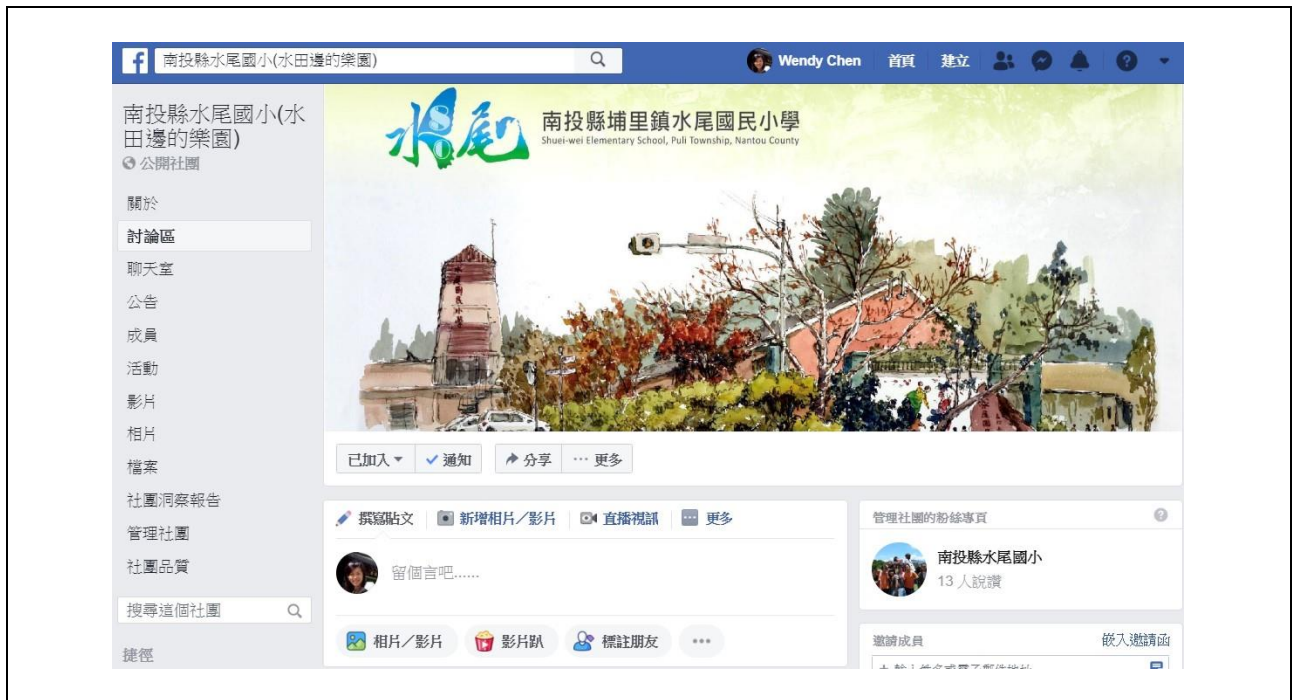 南投縣水尾國小(水田邊的樂園)
Wendy Chen 首頁 建立
南投縣水尾國小(水
田邊的樂園)
公開社團
關於
討論區
聊天室
公告
成員
活動
影片
相片
檔案
社團洞察報告
管理社團
社團品質
搜尋這個社團
捷徑
水尾
南投縣埔里鎮水尾國民小學
Shuei-wei Elementary School, Puli Township, Nantou County
已加入 通知 分享 ... 更多
撰寫貼文 新增相片/影片 直播視訊 更多
留個言吧......
相片/影片 影片趴 標註朋友 ...
管理社團的粉絲專頁
南投縣水尾國小
13 人說讚
邀請成員 嵌入邀請函